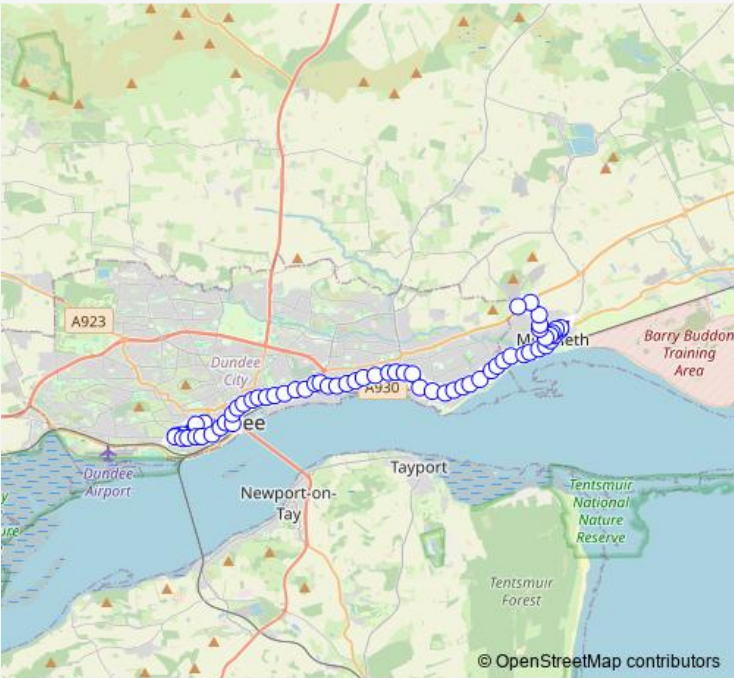 A923
Dundee
City
A930
Barry Buddon
Training
Area
Dundee
Airport
Tayport
Newport-on-
Tay
Tentsmuir
National
Nature
Reserve
Tentsmuir
Forest
© OpenStreetMap contributors